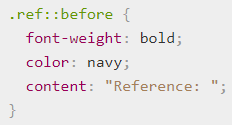 .ref::before {
  font-weight: bold;
  color: navy;
  content: "Reference: ";
}